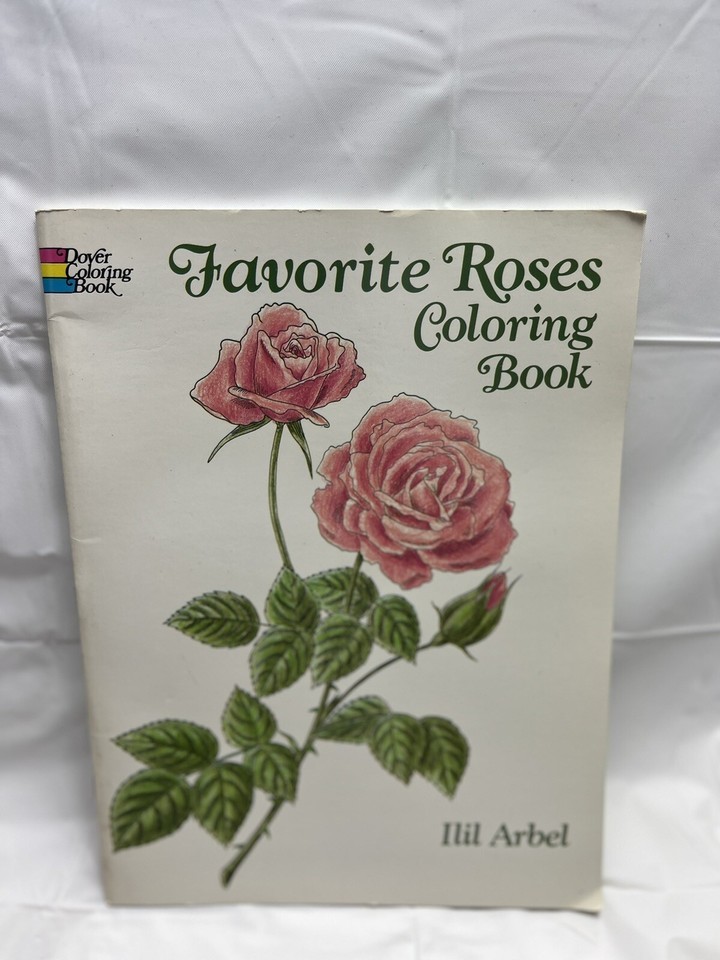 Dover
Coloring
Book
Favorite Roses
Coloring
Book
Ilil Arbel